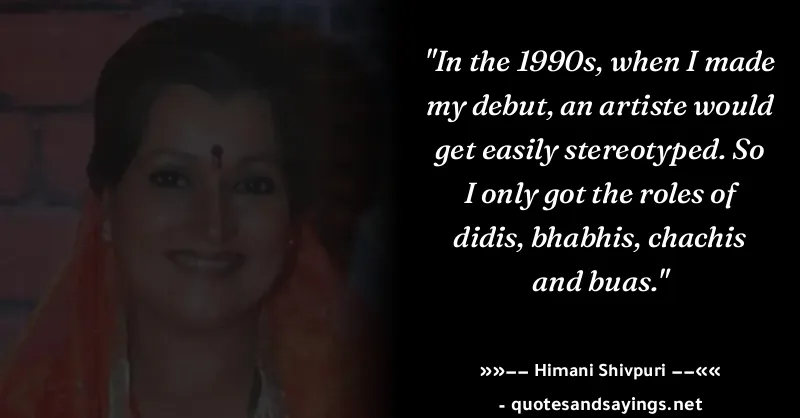 "In the 1990s, when I made
my debut, an artiste would
get easily stereotyped. So
I only got the roles of
didis, bhabhis, chachis
and buas."
»»–– Himani Shivpuri ––««
- quotesandsayings.net